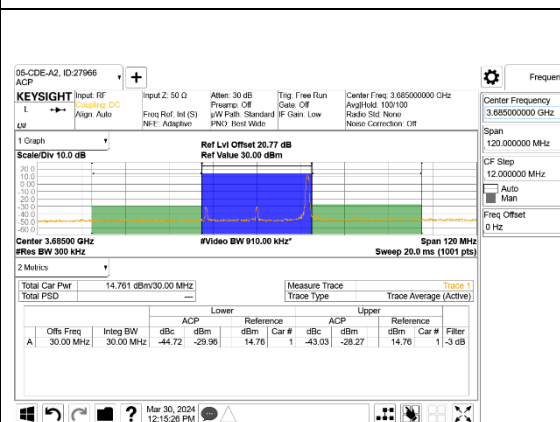 05-CDE-A2, ID:27966
ACP
KEYSIGHT Input: RF Input Z: 50 Ω Atten: 30 dB Trig: Free Run Center Freq: 3.685000000 GHz
L Coupling: DC Preamp: Off Gate: Off Avg|Hold: 100/100
Align: Auto Freq Ref: Int (S) µW Path: Standard IF Gain: Low Radio Std: None
NFE: Adaptive PNO: Best Wide Noise Correction: Off
1 Graph
Scale/Div 10.0 dB
Ref Lvl Offset 20.77 dB
Ref Value 30.00 dBm
20.0
10.0
0.00
-10.0
-20.0
-30.0
-40.0
-50.0
-60.0
Center 3.68500 GHz #Video BW 910.00 kHz* Span 120 MHz
#Res BW 300 kHz Sweep 20.0 ms (1001 pts)
2 Metrics
Total Car Pwr 14.761 dBm/30.00 MHz Measure Trace Trace 1
Total PSD --- Trace Type Trace Average (Active)
Lower Upper
ACP Reference ACP Reference
Offs Freq Integ BW dBc dBm dBm Car # dBc dBm dBm Car # Filter
A 30.00 MHz 30.00 MHz -44.72 -29.96 14.76 1 -43.03 -28.27 14.76 1 -3 dB
Mar 30, 2024
12:15:26 PM
Frequen
Center Frequency
3.685000000 GHz
Span
120.000000 MHz
CF Step
12.000000 MHz
Auto
Man
Freq Offset
0 Hz